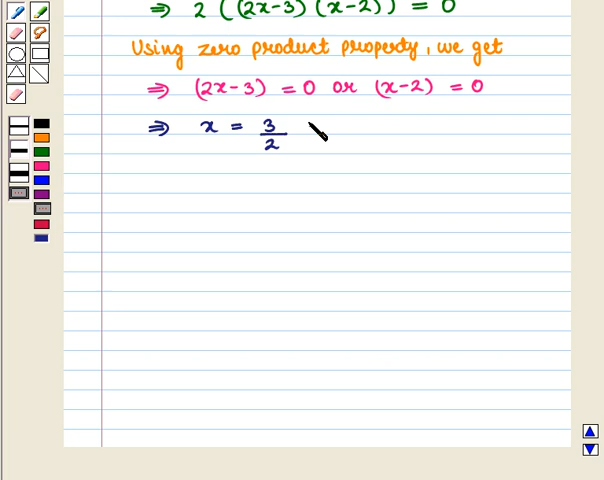 ⇒ 2 ((2x-3) (x-2)) = 0
Using zero product property, we get
⇒ (2x-3) = 0 or (x-2) = 0
⇒ x = 3/2